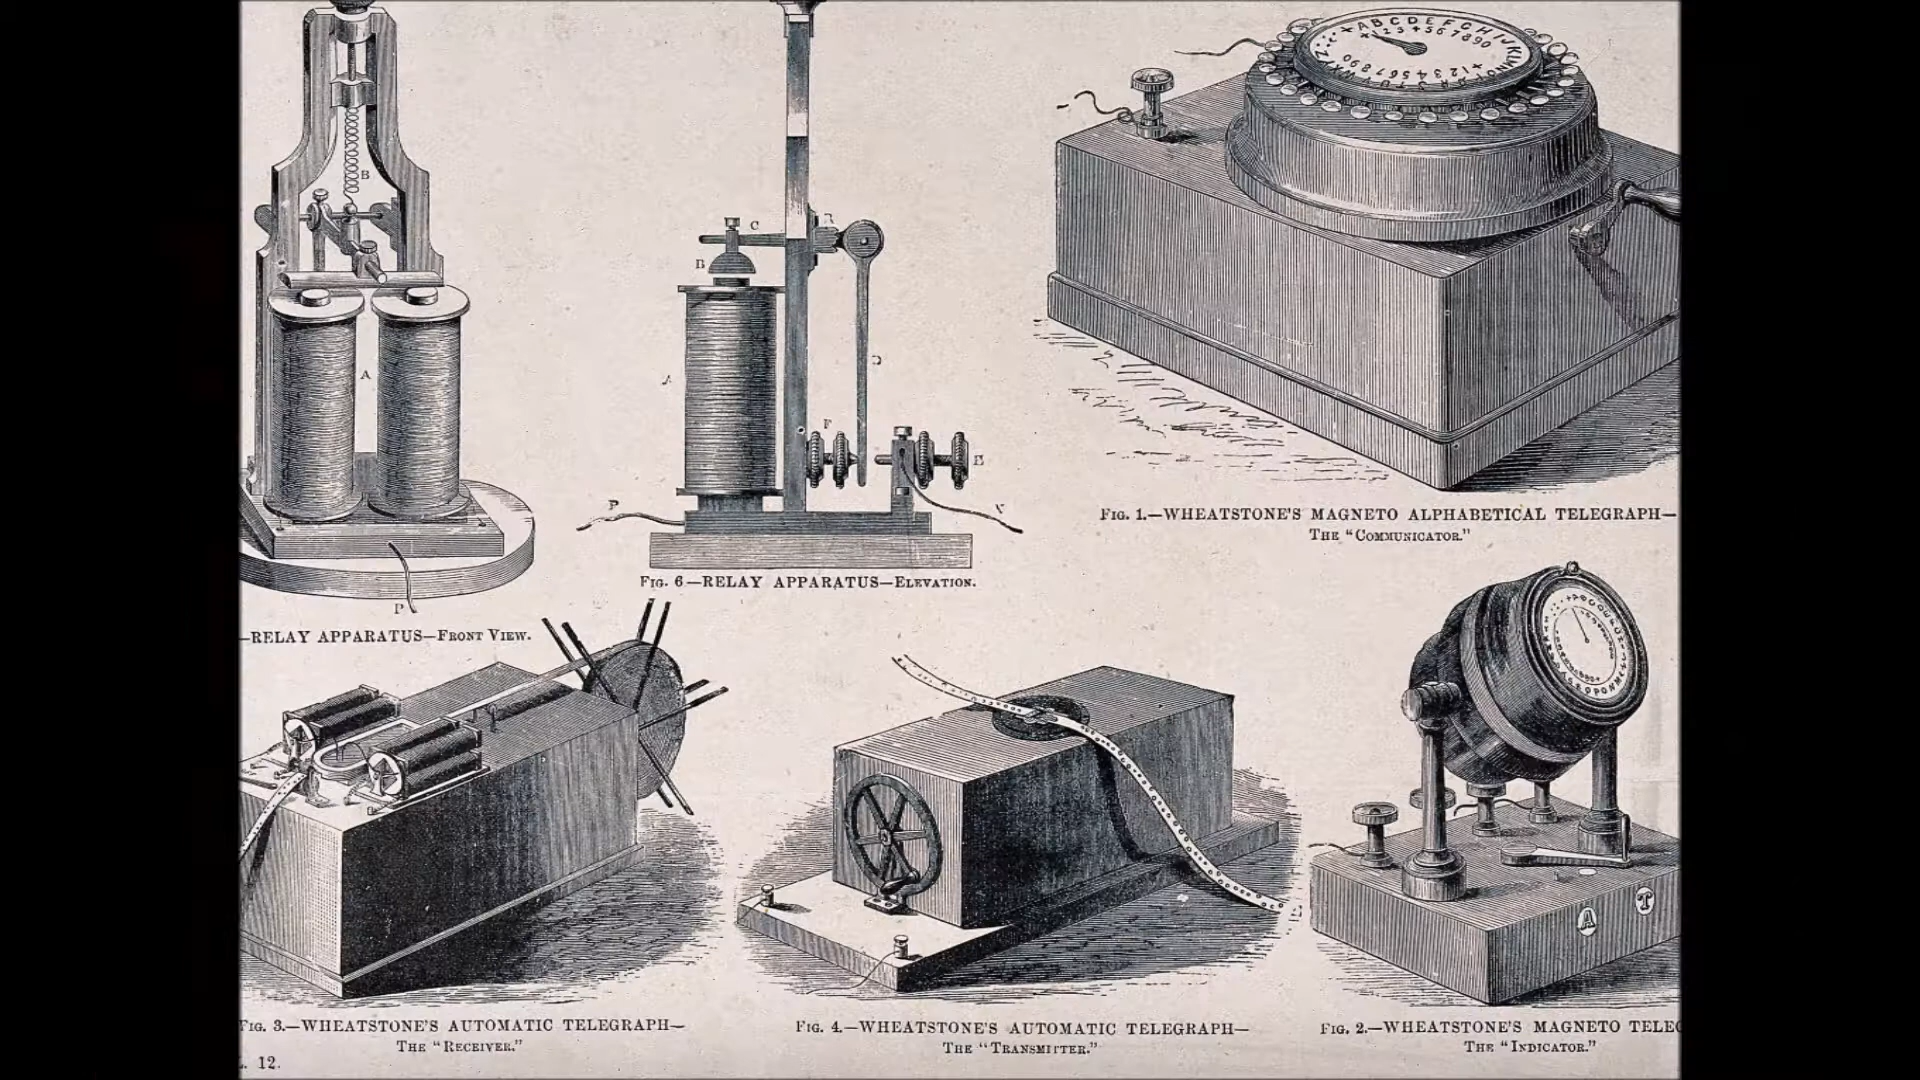 B
A
P
—RELAY APPARATUS—FRONT VIEW.
C
B
F
P
FIG. 6—RELAY APPARATUS—ELEVATION.
FIG. 1.—WHEATSTONE'S MAGNETO ALPHABETICAL TELEGRAPH—
THE "COMMUNICATOR."
FIG. 3.—WHEATSTONE'S AUTOMATIC TELEGRAPH—
THE "RECEIVER."
FIG. 4.—WHEATSTONE'S AUTOMATIC TELEGRAPH—
THE "TRANSMITTER."
A T
FIG. 2.—WHEATSTONE'S MAGNETO TELEG
THE "INDICATOR."
12.